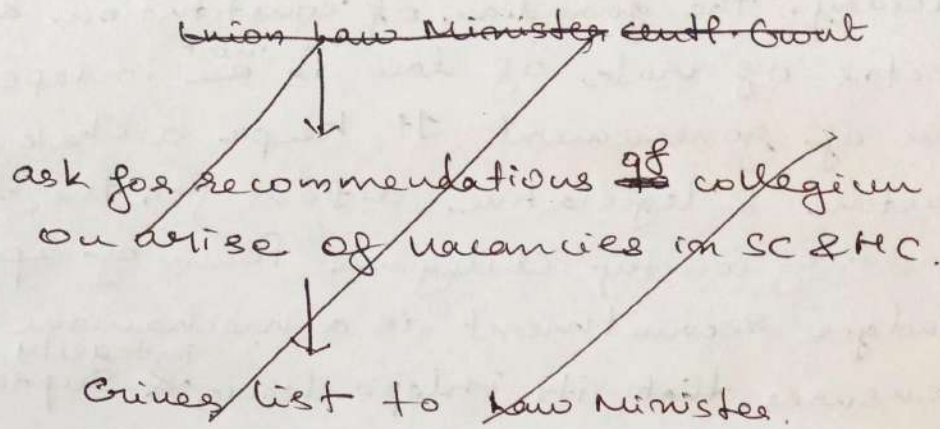 Union Law Minister centl. Govt
ask for recommendations of collegium
on arise of vacancies in SC & HC.
Gives list to Law Minister.